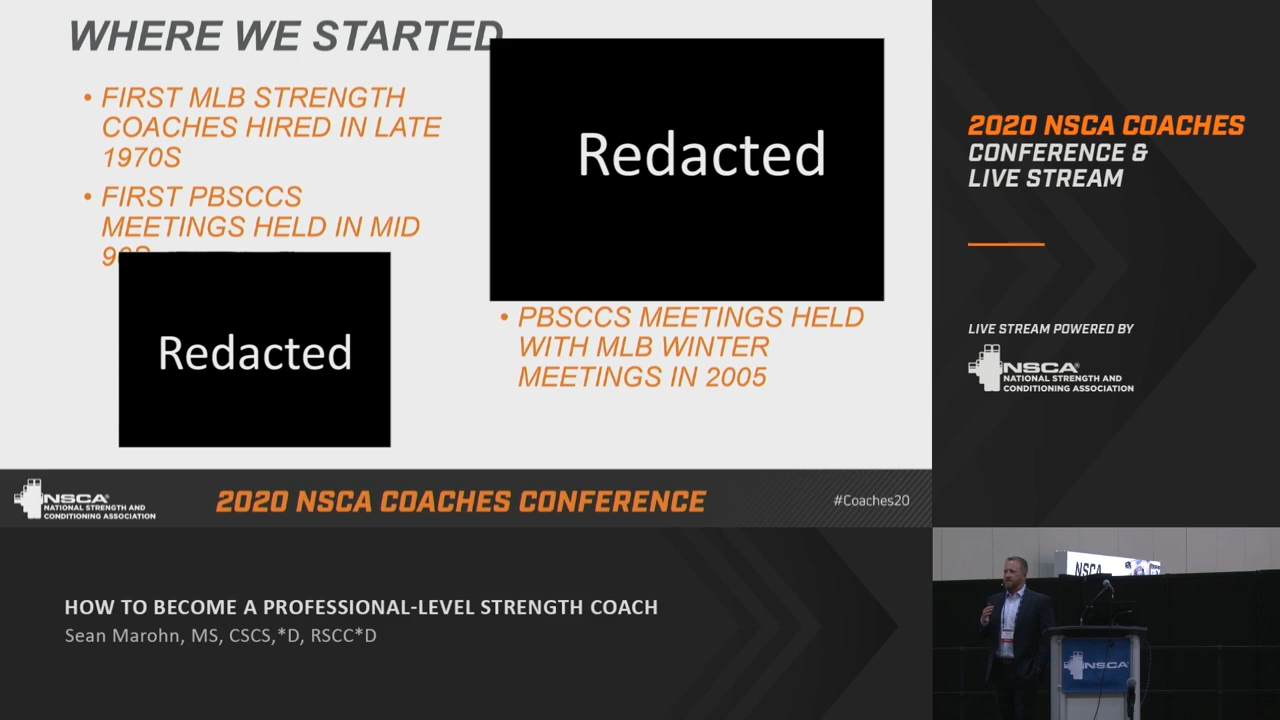 WHERE WE STARTED
• FIRST MLB STRENGTH
COACHES HIRED IN LATE
1970S
• FIRST PBSCCS
MEETINGS HELD IN MID
90S
Redacted
Redacted
• PBSCCS MEETINGS HELD
WITH MLB WINTER
MEETINGS IN 2005
NSCA®
NATIONAL STRENGTH AND
CONDITIONING ASSOCIATION
2020 NSCA COACHES CONFERENCE
#Coaches20
2020 NSCA COACHES
CONFERENCE &
LIVE STREAM
LIVE STREAM POWERED BY
NSCA®
NATIONAL STRENGTH AND
CONDITIONING ASSOCIATION
HOW TO BECOME A PROFESSIONAL-LEVEL STRENGTH COACH
Sean Marohn, MS, CSCS,*D, RSCC*D
NSCA
NSCA